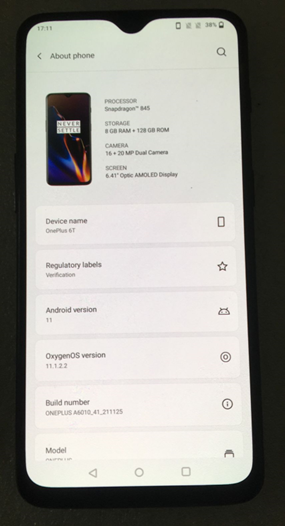 17:11
38%
About phone
NEVER
SETTLE
PROCESSOR
Snapdragon™ 845
STORAGE
8 GB RAM + 128 GB ROM
CAMERA
16 + 20 MP Dual Camera
SCREEN
6.41" Optic AMOLED Display
Device name
OnePlus 6T
Regulatory labels
Verification
Android version
11
OxygenOS version
11.1.2.2
Build number
ONEPLUS A6010_41_211125
Model